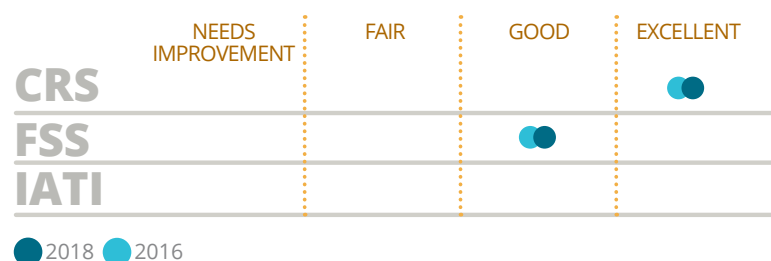 NEEDS
IMPROVEMENT
FAIR
GOOD
EXCELLENT
CRS
FSS
IATI
2018 2016